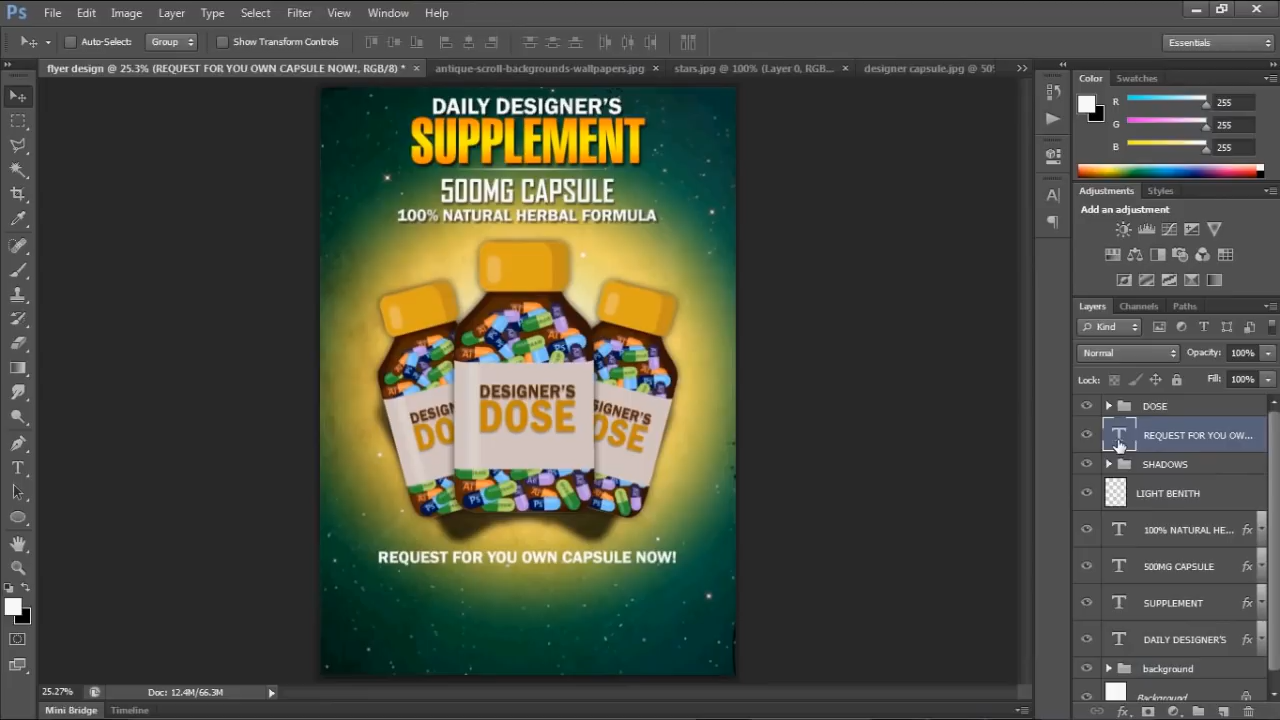 Ps File Edit Image Layer Type Select Filter View Window Help
Auto-Select: Group Show Transform Controls Essentials
flyer design @ 25.3% (REQUEST FOR YOU OWN CAPSULE NOW!, RGB/8) * antique-scroll-backgrounds-wallpapers.jpg stars.jpg @ 100% (Layer 0, RGB... designer capsule.jpg @ 50%
Color Swatches
R 255
G 255
B 255
Adjustments Styles
Add an adjustment
Layers Channels Paths
Kind
Normal Opacity: 100%
Lock: Fill: 100%
DOSE
REQUEST FOR YOU OW...
SHADOWS
LIGHT BENITH
100% NATURAL HE... fx
500MG CAPSULE fx
SUPPLEMENT fx
DAILY DESIGNER'S fx
background
Background
DAILY DESIGNER'S
SUPPLEMENT
500MG CAPSULE
100% NATURAL HERBAL FORMULA
DESIGNER'S
DOSE
REQUEST FOR YOU OWN CAPSULE NOW!
25.27% Doc: 12.4M/66.3M
Mini Bridge Timeline